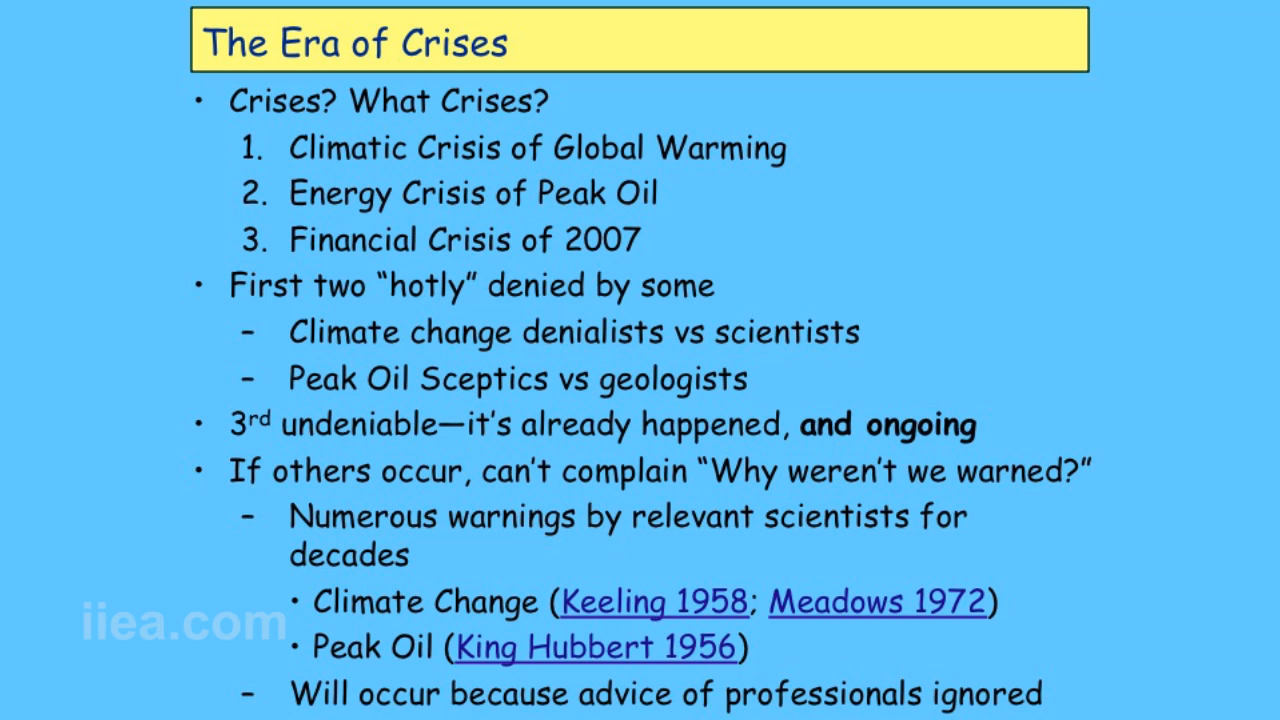 The Era of Crises
• Crises? What Crises?
1. Climatic Crisis of Global Warming
2. Energy Crisis of Peak Oil
3. Financial Crisis of 2007
• First two “hotly” denied by some
– Climate change denialists vs scientists
– Peak Oil Sceptics vs geologists
• 3rd undeniable—it’s already happened, and ongoing
• If others occur, can’t complain “Why weren’t we warned?”
– Numerous warnings by relevant scientists for
decades
• Climate Change (Keeling 1958; Meadows 1972)
iiea.com
• Peak Oil (King Hubbert 1956)
– Will occur because advice of professionals ignored